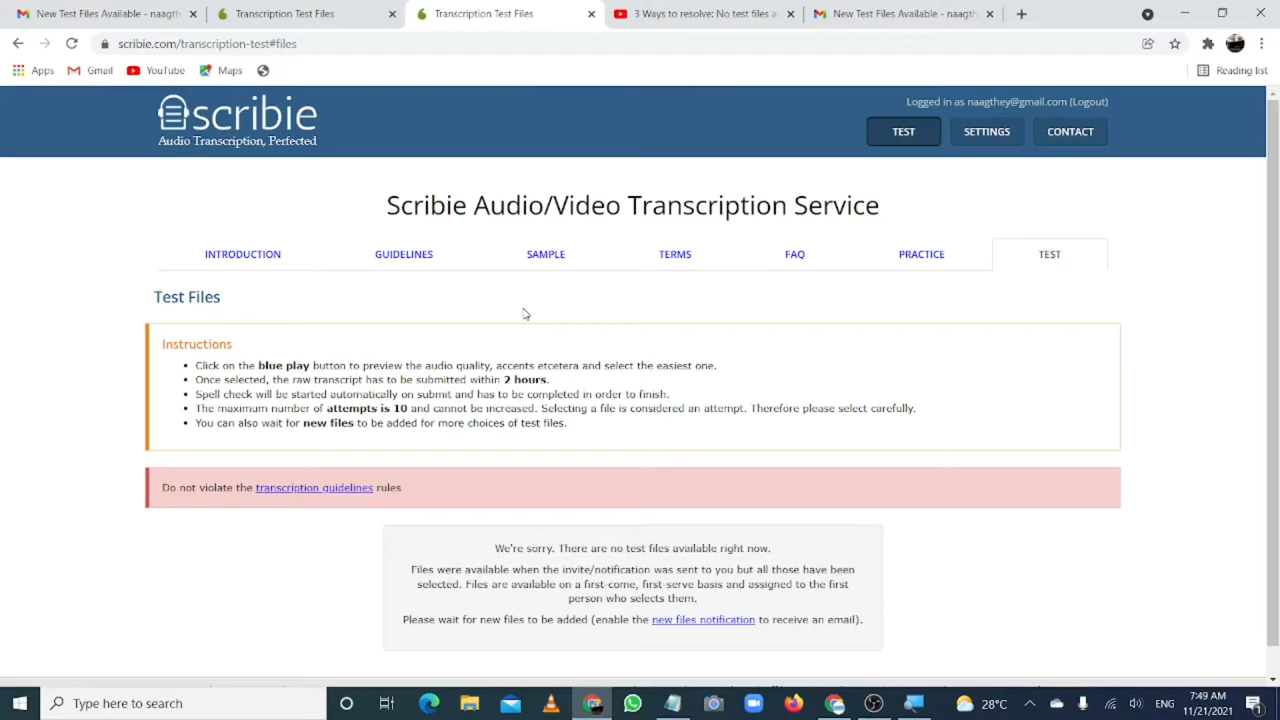 New Test Files Available - naagth
Transcription Test Files
Transcription Test Files
3 Ways to resolve: No test files a
New Test Files Available - naagth
scribie.com/transcription-test#files
Apps
Gmail
YouTube
Maps
Reading list
scribie
Audio Transcription, Perfected
Logged in as naagthey@gmail.com (Logout)
TEST
SETTINGS
CONTACT
Scribie Audio/Video Transcription Service
INTRODUCTION
GUIDELINES
SAMPLE
TERMS
FAQ
PRACTICE
TEST
Test Files
Instructions
• Click on the blue play button to preview the audio quality, accents etcetera and select the easiest one.
• Once selected, the raw transcript has to be submitted within 2 hours.
• Spell check will be started automatically on submit and has to be completed in order to finish.
• The maximum number of attempts is 10 and cannot be increased. Selecting a file is considered an attempt. Therefore please select carefully.
• You can also wait for new files to be added for more choices of test files.
Do not violate the transcription guidelines rules
We're sorry. There are no test files available right now.
Files were available when the invite/notification was sent to you but all those have been
selected. Files are available on a first-come, first-serve basis and assigned to the first
person who selects them.
Please wait for new files to be added (enable the new files notification to receive an email).
Type here to search
28°C
ENG
7:49 AM
11/21/2021
1